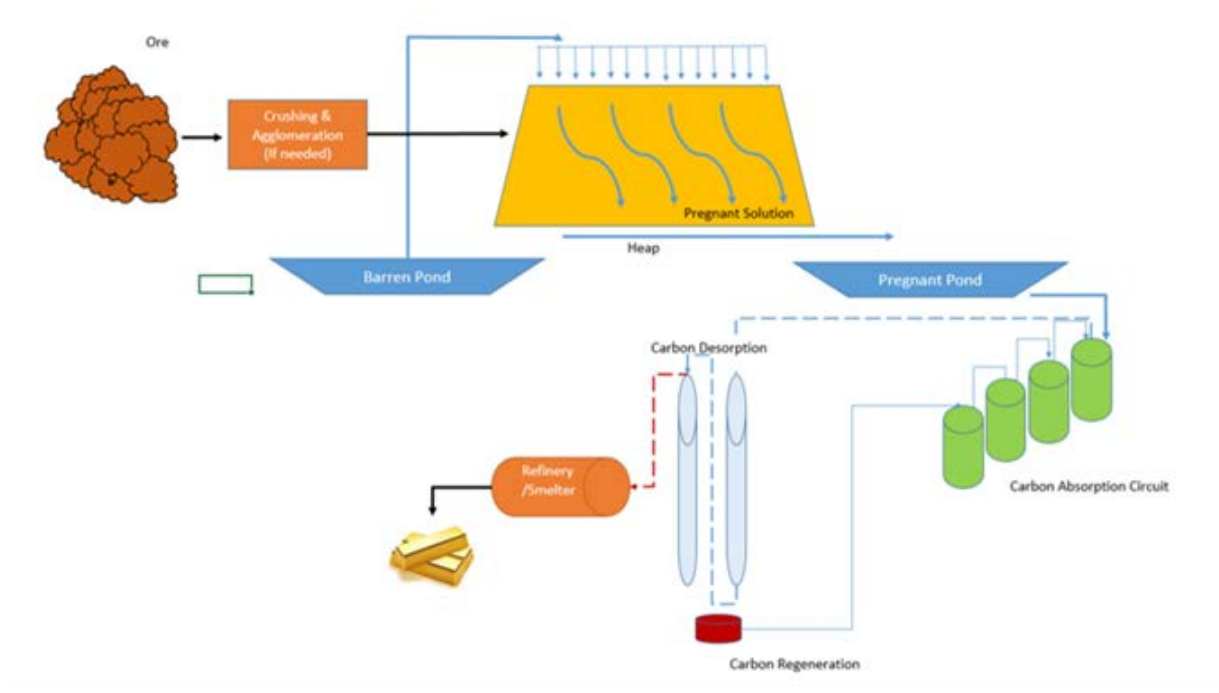 Ore
Crushing &
Agglomeration
(If needed)
Pregnant Solution
Heap
Barren Pond
Pregnant Pond
Carbon Desorption
Refinery
/Smelter
Carbon Absorption Circuit
Carbon Regeneration